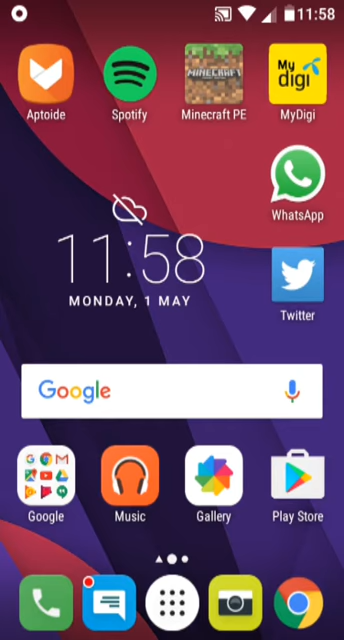 11:58
Aptoide
Spotify
MINECRAFT
Minecraft PE
My
digi
MyDigi
WhatsApp
11:58
MONDAY, 1 MAY
Twitter
Google
Google
Music
Gallery
Play Store